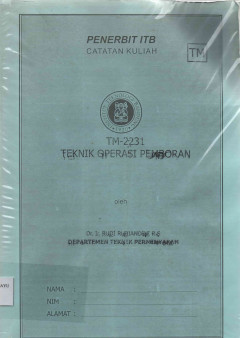 PENERBIT ITB
CATATAN KULIAH
TM
TM-2231
TEKNIK OPERASI PEMBORAN
oleh
DEPARTEMEN TEKNIK PERMINYAKAN
NAMA :
NIM :
ALAMAT :